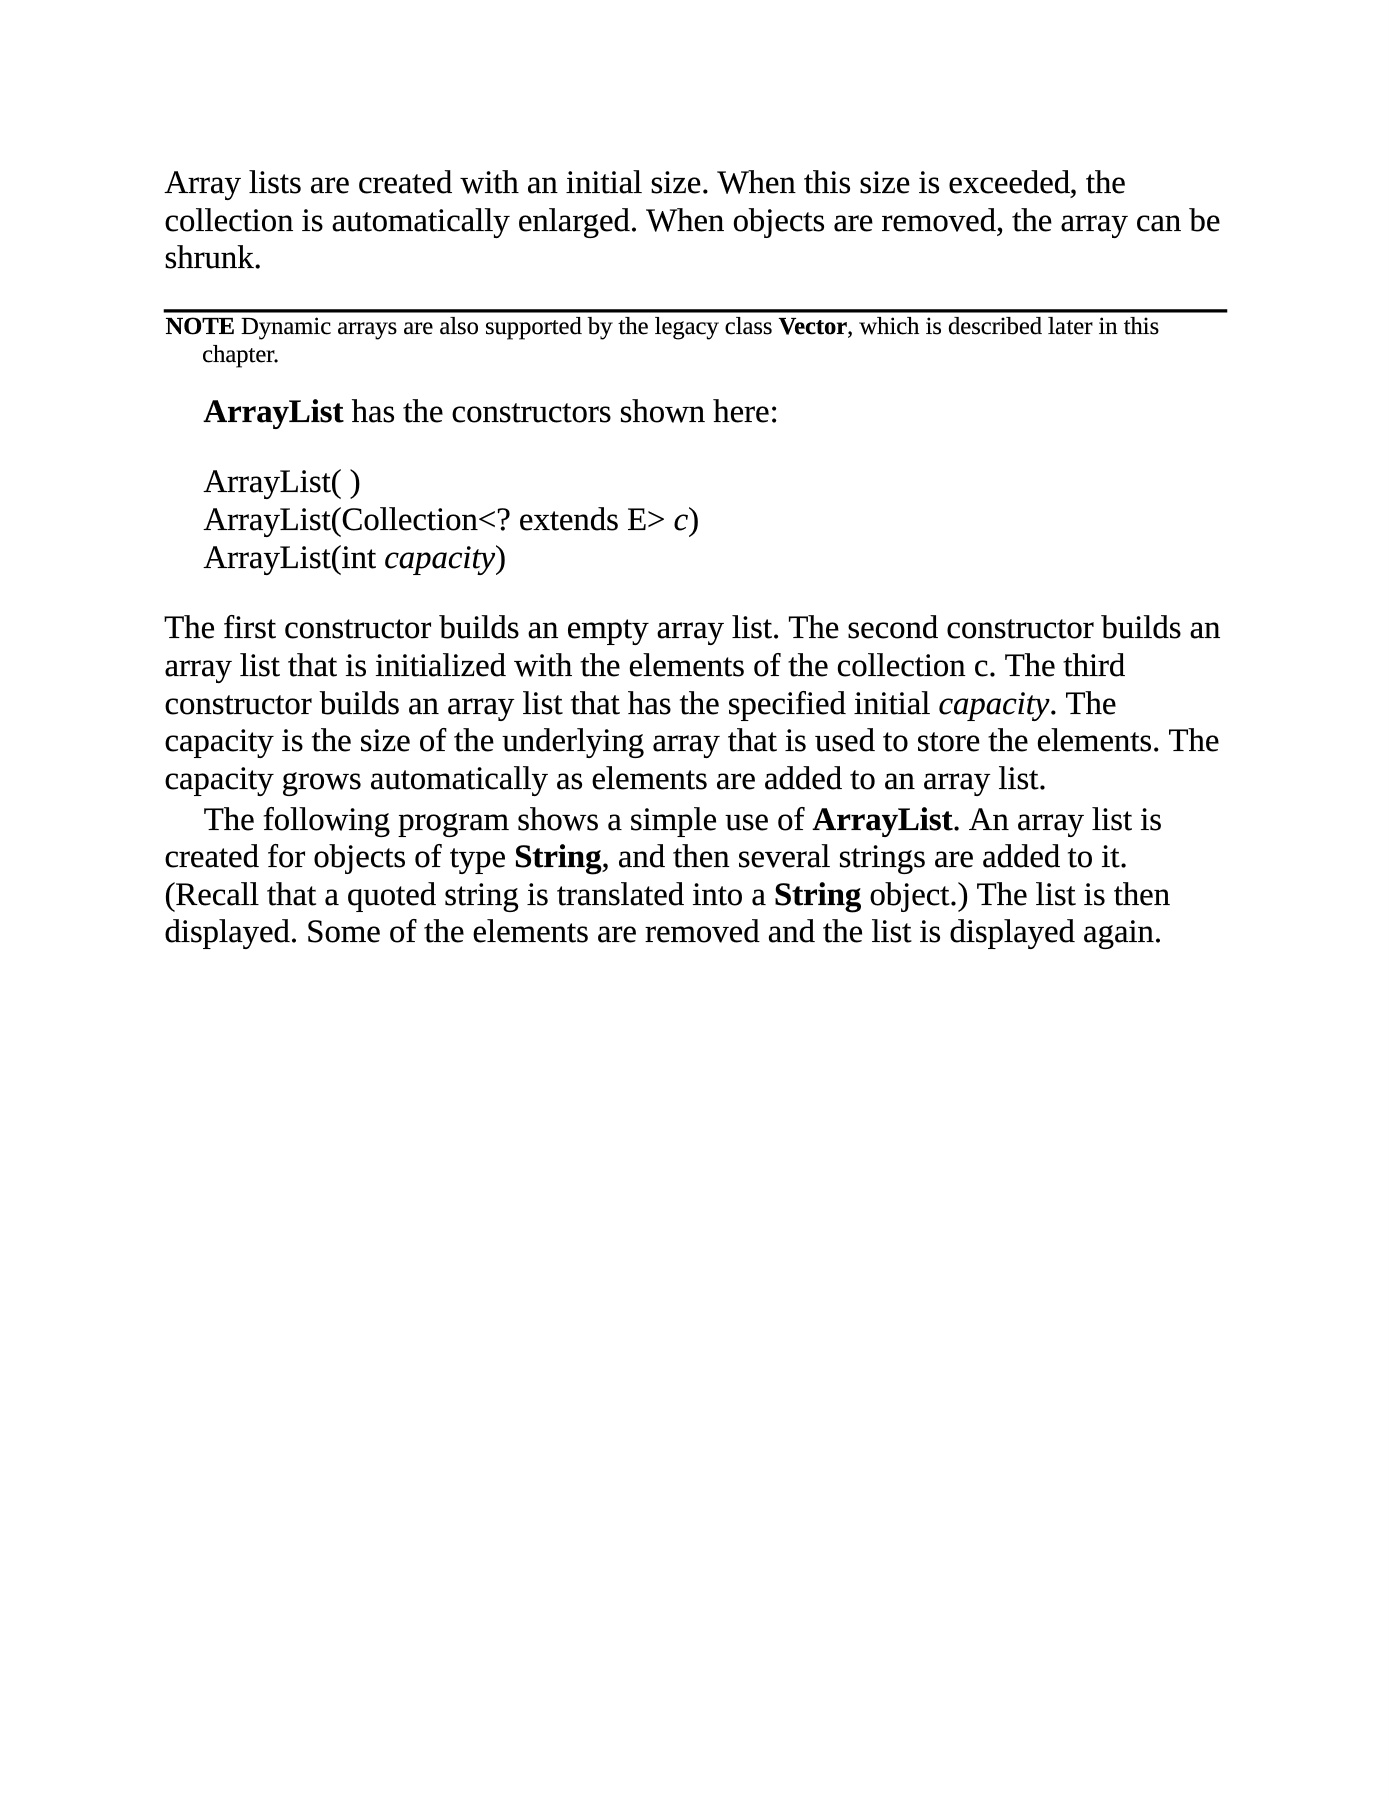 Array lists are created with an initial size. When this size is exceeded, the
collection is automatically enlarged. When objects are removed, the array can be
shrunk.
NOTE Dynamic arrays are also supported by the legacy class Vector, which is described later in this
chapter.
ArrayList has the constructors shown here:
ArrayList( )
ArrayList(Collection<? extends E> c)
ArrayList(int capacity)
The first constructor builds an empty array list. The second constructor builds an
array list that is initialized with the elements of the collection c. The third
constructor builds an array list that has the specified initial capacity. The
capacity is the size of the underlying array that is used to store the elements. The
capacity grows automatically as elements are added to an array list.
The following program shows a simple use of ArrayList. An array list is
created for objects of type String, and then several strings are added to it.
(Recall that a quoted string is translated into a String object.) The list is then
displayed. Some of the elements are removed and the list is displayed again.